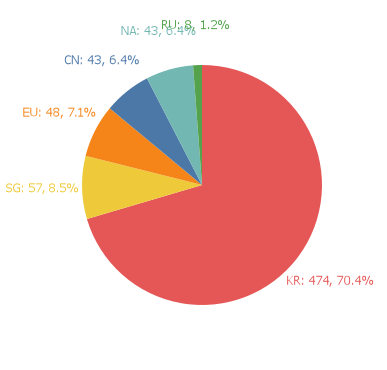 RU: 8, 1.2%
NA: 43, 6.4%
CN: 43, 6.4%
EU: 48, 7.1%
SG: 57, 8.5%
KR: 474, 70.4%